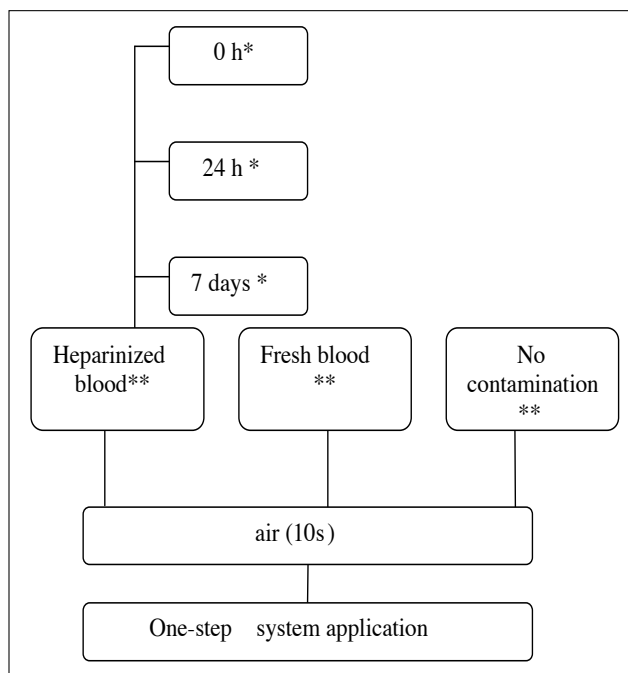 0 h*
24 h *
7 days *
Heparinized
blood**
Fresh blood
**
No
contamination
**
air (10s)
One-step system application